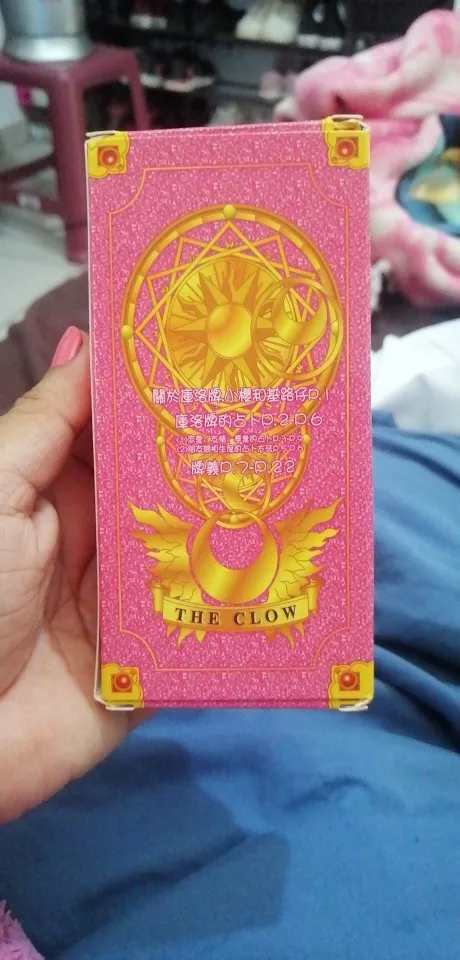 關於庫洛牌,小櫻和基路仔P.1
庫洛牌的占卜P.2-P.6
牌義P.7-P.22
THE CLOW